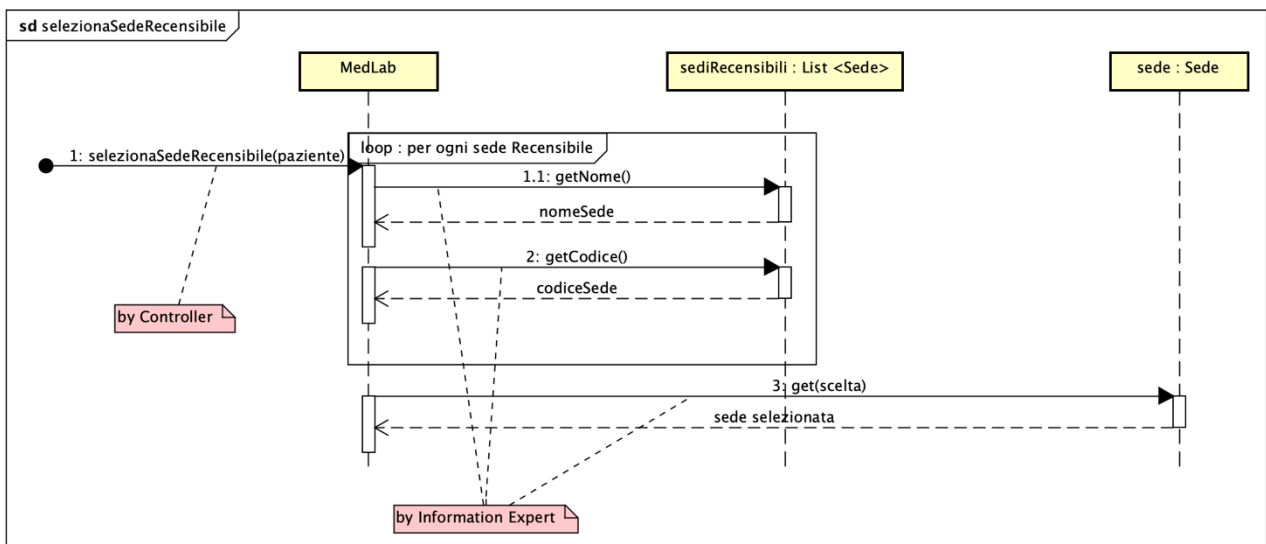 sd selezionaSedeRecensibile
MedLab
sediRecensibili : List <Sede>
sede : Sede
loop : per ogni sede Recensibile
1: selezionaSedeRecensibile(paziente)
1.1: getNome()
nomeSede
2: getCodice()
codiceSede
by Controller
3: get(scelta)
sede selezionata
by Information Expert